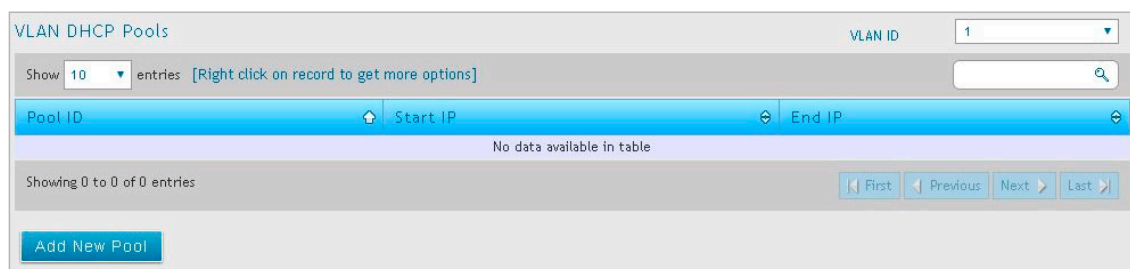 VLAN DHCP Pools VLAN ID 1
Show 10 entries [Right click on record to get more options]
Pool ID Start IP End IP
No data available in table
Showing 0 to 0 of 0 entries First Previous Next Last
Add New Pool